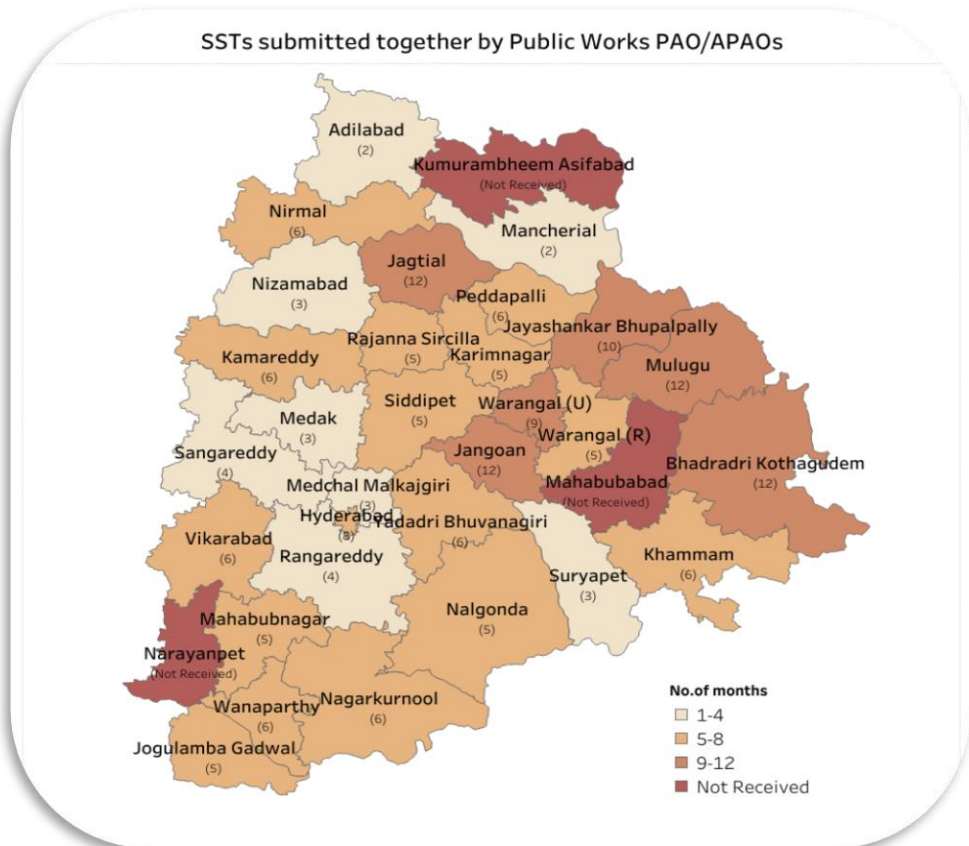 SSTs submitted together by Public Works PAO/APAOs
Adilabad
(2)
Kumurambheem Asifabad
(Not Received)
Nirmal
(6)
Mancherial
(2)
Jagtial
(12)
Nizamabad
(3)
Peddapalli
(6)
Jayashankar Bhupalpally
(10)
Rajanna Sircilla
(5)
Karimnagar
(5)
Kamareddy
(6)
Mulugu
(12)
Medak
(3)
Siddipet
(5)
Warangal (U)
(9)
Warangal (R)
(5)
Sangareddy
(4)
Jangoan
(12)
Bhadradri Kothagudem
(12)
Mahabubabad
(Not Received)
Medchal Malkajgiri
(3)
Hyderabad
(8)
Yadadri Bhuvanagiri
(6)
Vikarabad
(6)
Rangareddy
(4)
Khammam
(6)
Suryapet
(3)
Nalgonda
(5)
Mahabubnagar
(5)
Narayanpet
(Not Received)
Nagarkurnool
(6)
Wanaparthy
(6)
Jogulamba Gadwal
(5)
No.of months
1-4
5-8
9-12
Not Received